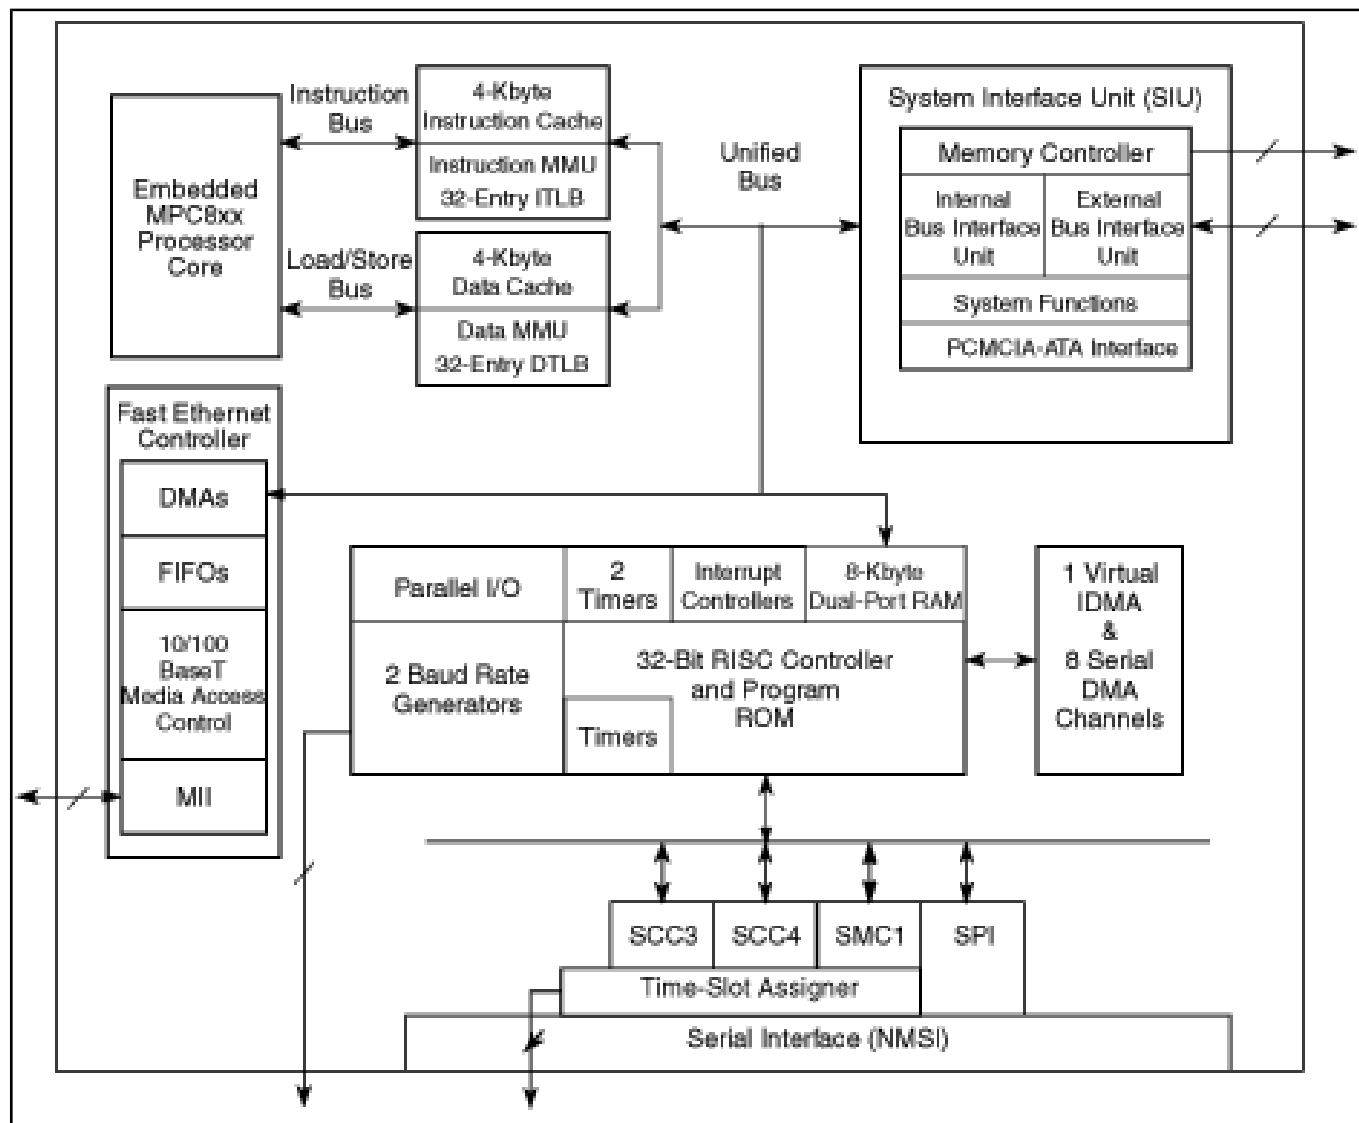 Instruction
Bus
4-Kbyte
Instruction Cache
Instruction MMU
32-Entry ITLB
Embedded
MPC8xx
Processor
Core
Load/Store
Bus
4-Kbyte
Data Cache
Data MMU
32-Entry DTLB
Unified
Bus
System Interface Unit (SIU)
Memory Controller
Internal
Bus Interface
Unit
External
Bus Interface
Unit
System Functions
PCMCIA-ATA Interface
Fast Ethernet
Controller
DMAs
FIFOs
10/100
BaseT
Media Access
Control
MII
Parallel I/O
2
Timers
Interrupt
Controllers
8-Kbyte
Dual-Port RAM
2 Baud Rate
Generators
32-Bit RISC Controller
and Program
ROM
Timers
1 Virtual
IDMA
&
8 Serial
DMA
Channels
SCC3
SCC4
SMC1
SPI
Time-Slot Assigner
Serial Interface (NMSI)